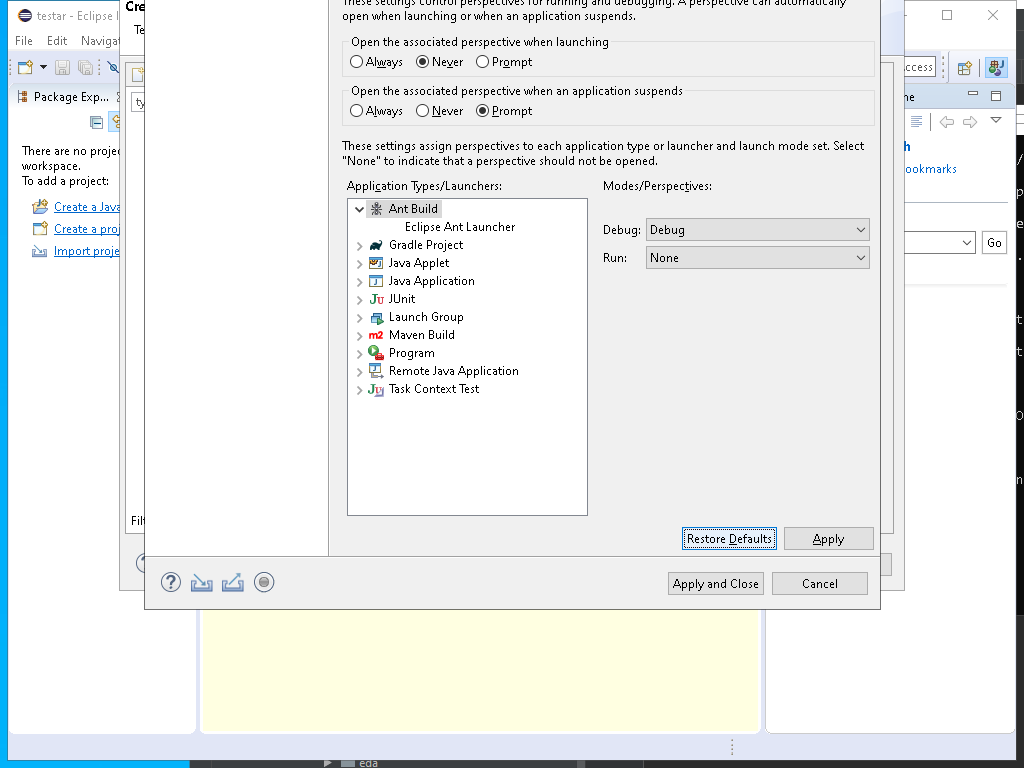 testar - Eclipse
File Edit Naviga
Cre
Te
These settings control perspectives for running and debugging. A perspective can automatically
open when launching or when an application suspends.
Open the associated perspective when launching
Always Never Prompt
Open the associated perspective when an application suspends
Always Never Prompt
These settings assign perspectives to each application type or launcher and launch mode set. Select
"None" to indicate that a perspective should not be opened.
Application Types/Launchers:
Modes/Perspectives:
Ant Build
Eclipse Ant Launcher
Gradle Project
Java Applet
Java Application
JUnit
Launch Group
Maven Build
Program
Remote Java Application
Task Context Test
Debug: Debug
Run: None
Restore Defaults
Apply
Apply and Close
Cancel
Package Exp...
There are no proje
workspace.
To add a project:
Create a Java
Create a proj
Import proje
ty
Filt
ccess
ne
h
ookmarks
Go
eda